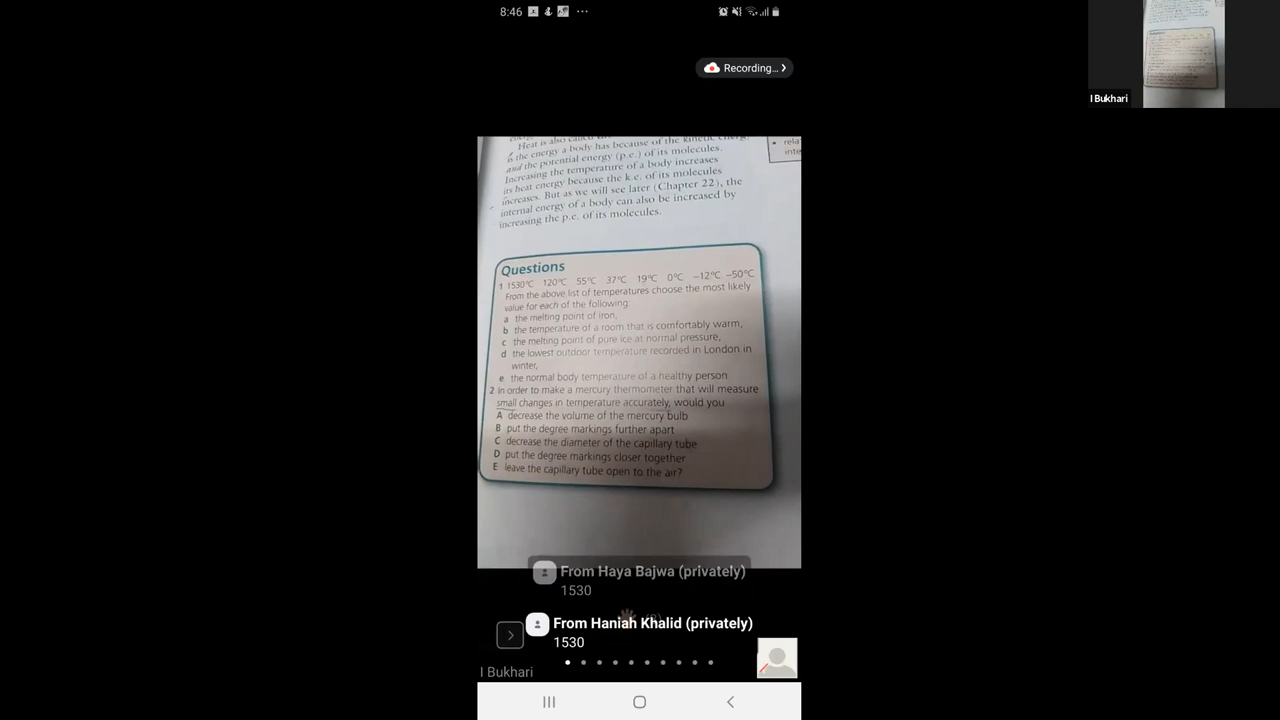 8:46
Recording...
I Bukhari
Heat is also called
is the energy a body has because of the kinetic energy
and the potential energy (p.e.) of its molecules.
Increasing the temperature of a body increases
its heat energy because the k.e. of its molecules
increases. But as we will see later (Chapter 22), the
internal energy of a body can also be increased by
increasing the p.e. of its molecules.
rela
inte
Questions
1 1530°C 120°C 55°C 37°C 19°C 0°C −12°C −50°C
From the above list of temperatures choose the most likely
value for each of the following:
a the melting point of iron,
b the temperature of a room that is comfortably warm,
c the melting point of pure ice at normal pressure,
d the lowest outdoor temperature recorded in London in
winter,
e the normal body temperature of a healthy person
2 In order to make a mercury thermometer that will measure
small changes in temperature accurately, would you
A decrease the volume of the mercury bulb
B put the degree markings further apart
C decrease the diameter of the capillary tube
D put the degree markings closer together
E leave the capillary tube open to the air?
From Haya Bajwa (privately)
1530
From Haniah Khalid (privately)
1530
I Bukhari